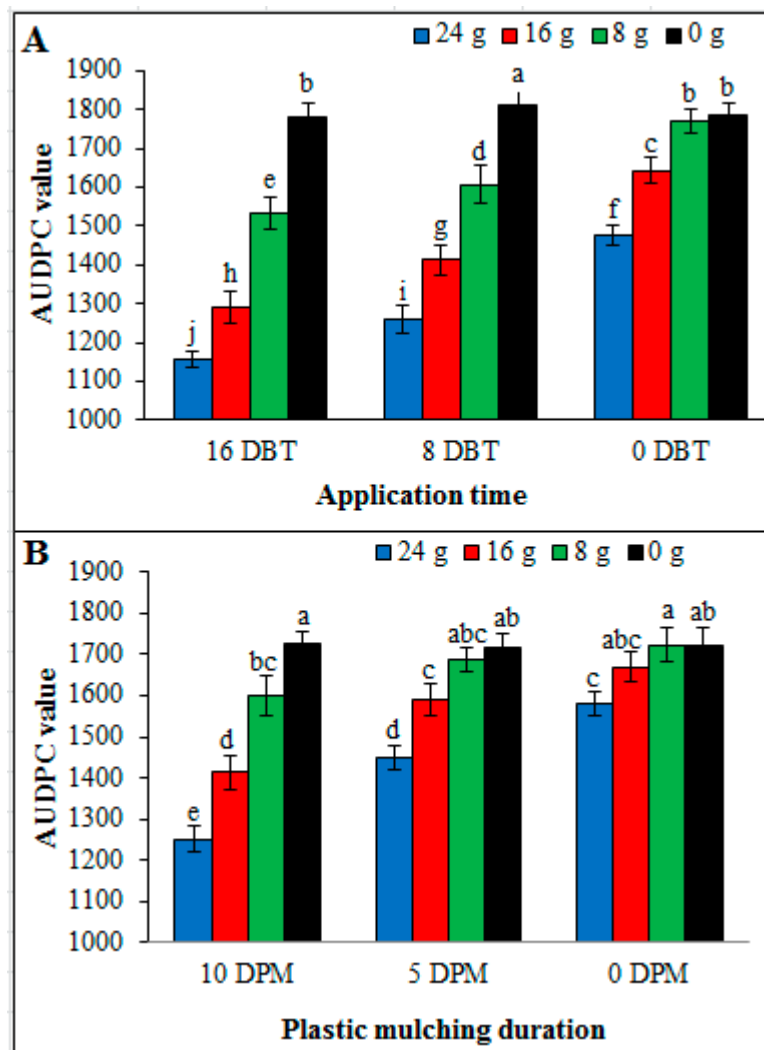 A
24 g 16 g 8 g 0 g
1900
1800
1700
1600
1500
1400
1300
1200
1100
1000
AUDPC value
j h e b
i g d a
f c b b
16 DBT 8 DBT 0 DBT
Application time
B
24 g 16 g 8 g 0 g
1900
1800
1700
1600
1500
1400
1300
1200
1100
1000
AUDPC value
e d bc a
d c abc ab
c abc a ab
10 DPM 5 DPM 0 DPM
Plastic mulching duration